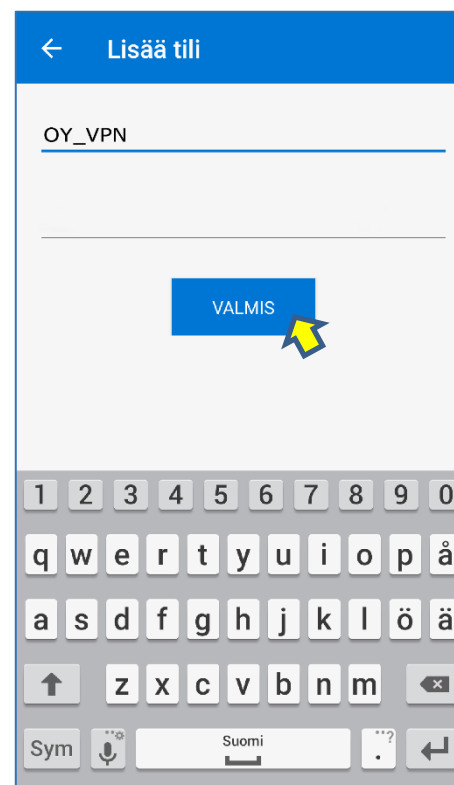 ← Lisää tili
OY_VPN
VALMIS
1 2 3 4 5 6 7 8 9 0
q w e r t y u i o p å
a s d f g h j k l ö ä
z x c v b n m
Suomi
Sym . ..?